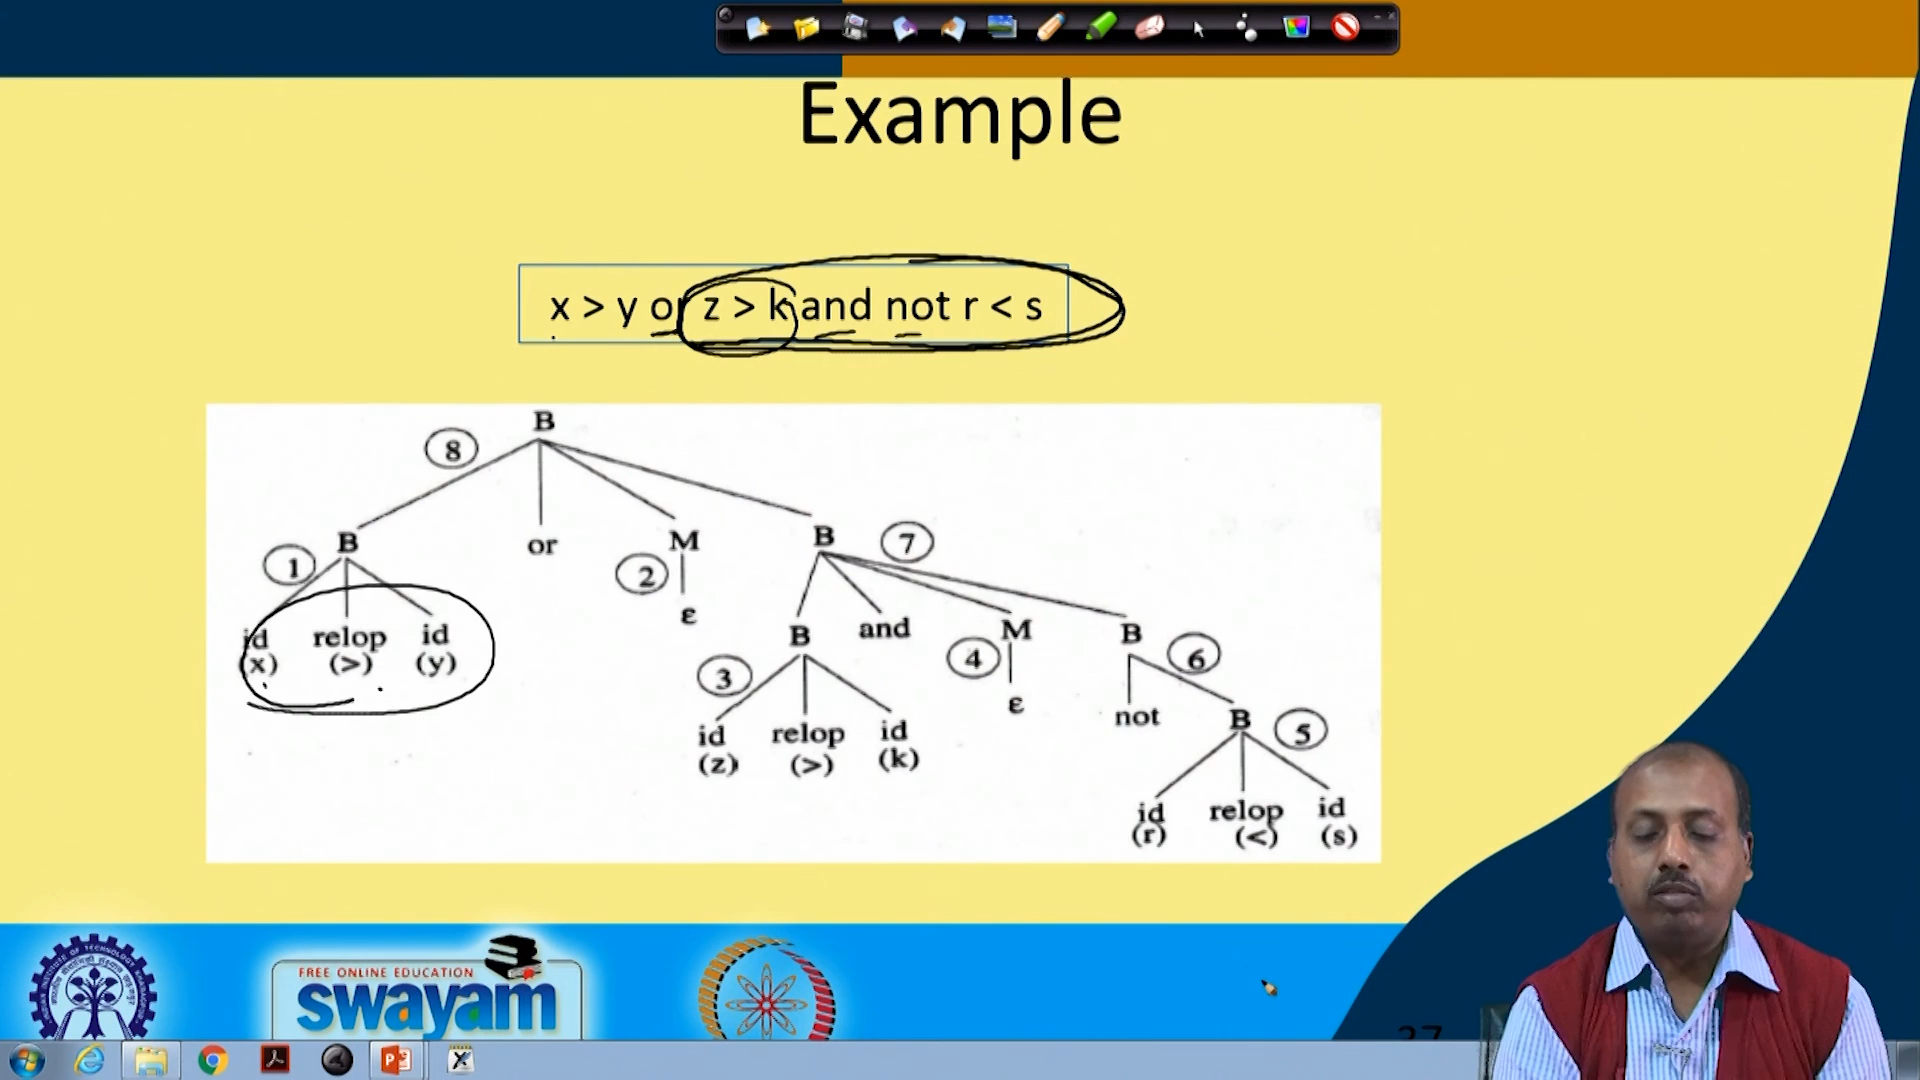 Example
x > y or z > k and not r < s
B
8
B or M B 7
1 2
ε
id relop id
(x) (>) (y)
B and M B
3 4 6
ε
id relop id
(z) (>) (k)
not B 5
id relop id
(r) (<) (s)
FREE ONLINE EDUCATION
swayam